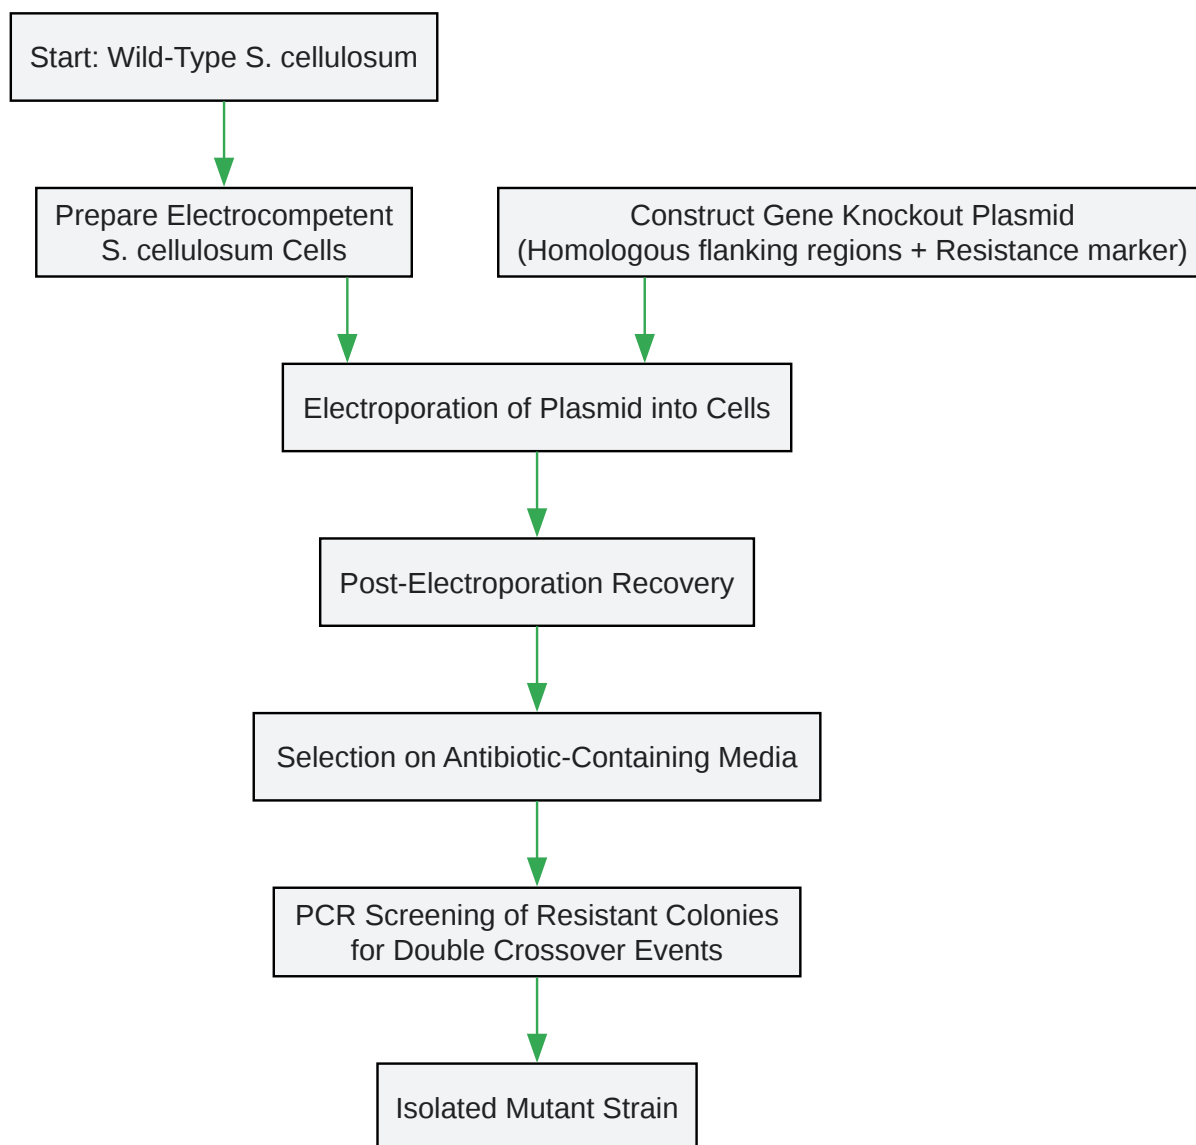 Start: Wild-Type S. cellulosum
Prepare Electrocompetent
S. cellulosum Cells
Construct Gene Knockout Plasmid
(Homologous flanking regions + Resistance marker)
Electroporation of Plasmid into Cells
Post-Electroporation Recovery
Selection on Antibiotic-Containing Media
PCR Screening of Resistant Colonies
for Double Crossover Events
Isolated Mutant Strain